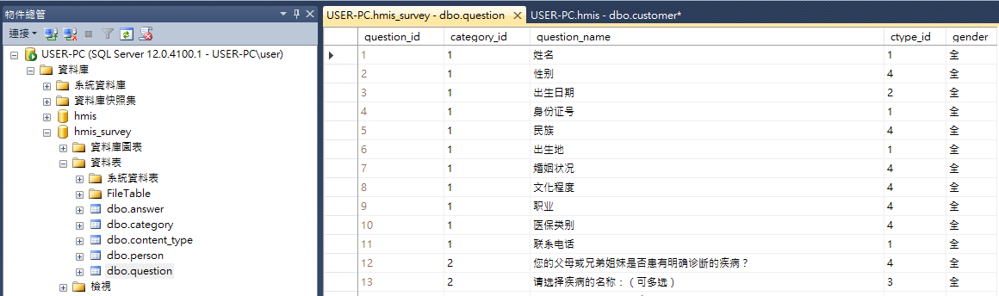 物件總管
連接
USER-PC (SQL Server 12.0.4100.1 - USER-PC\user)
資料庫
系統資料庫
資料庫快照集
hmis
hmis_survey
資料庫圖表
資料表
系統資料表
FileTable
dbo.answer
dbo.category
dbo.content_type
dbo.person
dbo.question
檢視
USER-PC.hmis_survey - dbo.question
USER-PC.hmis - dbo.customer*
question_id category_id question_name ctype_id gender
1 1 姓名 1 全
2 1 性别 4 全
3 1 出生日期 2 全
4 1 身份证号 1 全
5 1 民族 4 全
6 1 出生地 1 全
7 1 婚姻状况 4 全
8 1 文化程度 4 全
9 1 职业 4 全
10 1 医保类别 4 全
11 1 联系电话 1 全
12 2 您的父母或兄弟姐妹是否患有明确诊断的疾病？ 4 全
13 2 请选择疾病的名称：（可多选） 3 全